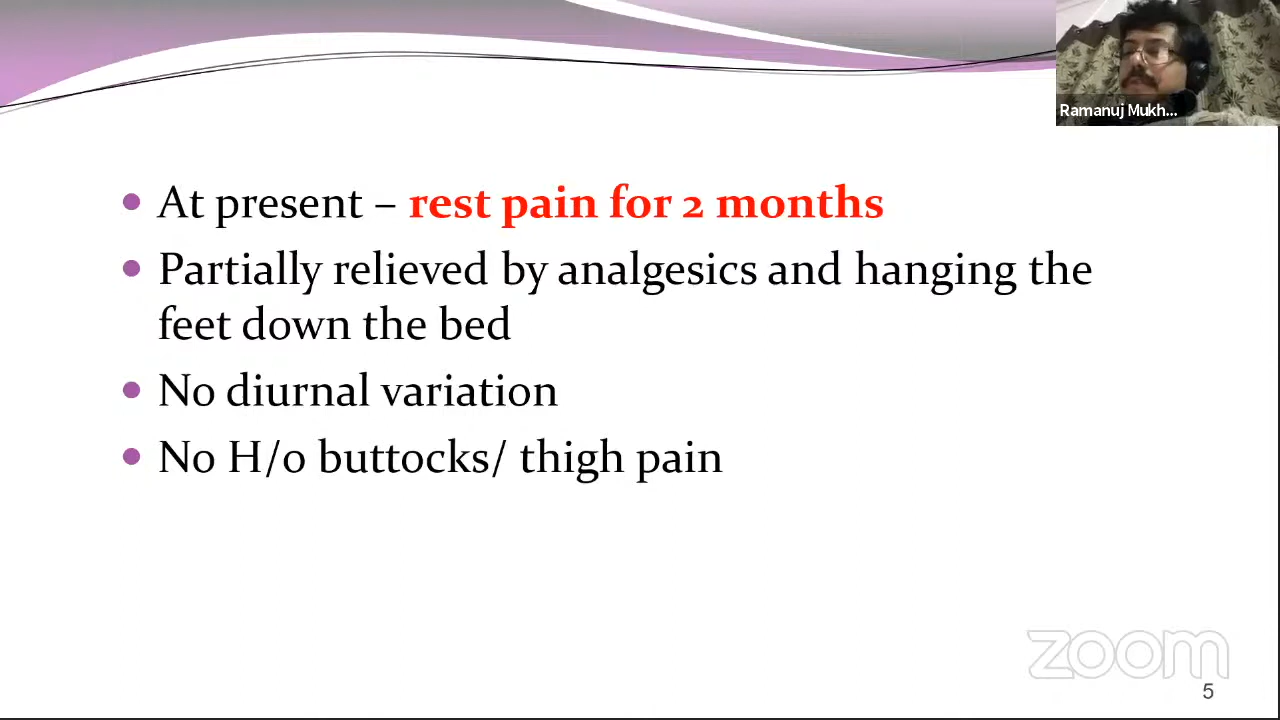 Ramanuj Mukh...
At present – rest pain for 2 months
Partially relieved by analgesics and hanging the
feet down the bed
No diurnal variation
No H/o buttocks/ thigh pain
zoom
5